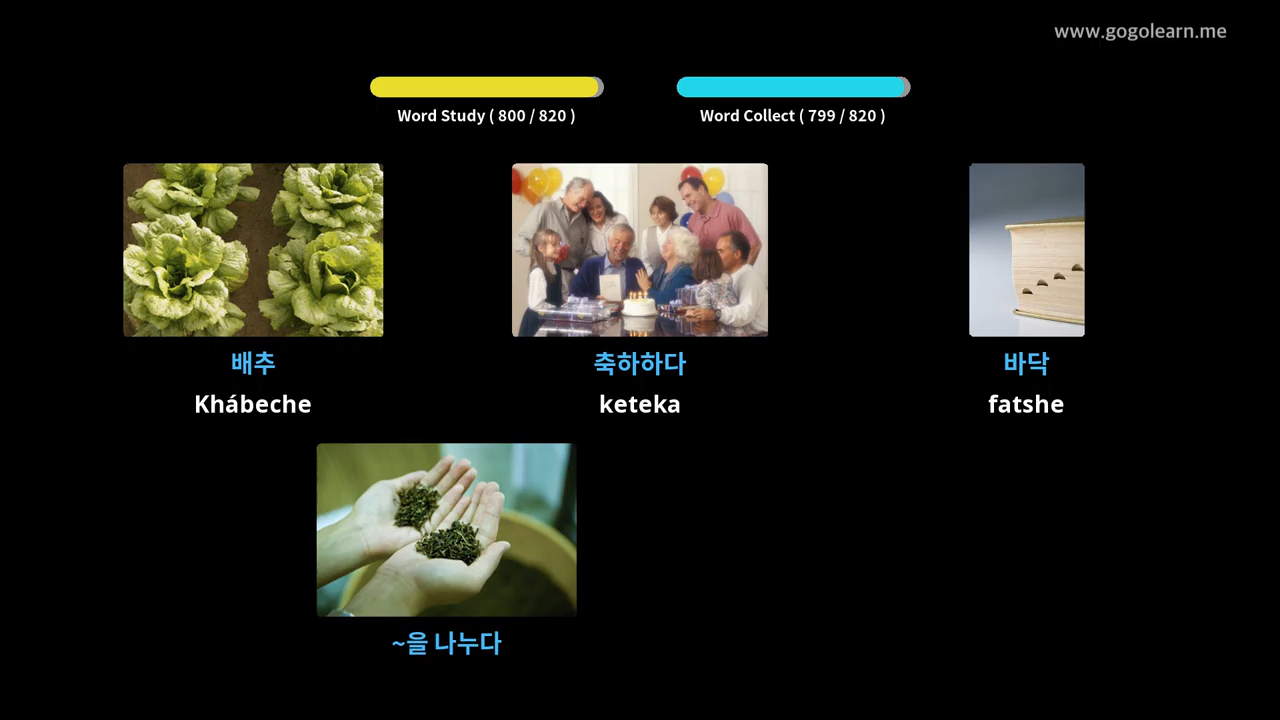 www.gogolearn.me
Word Study ( 800 / 820 )
Word Collect ( 799 / 820 )
배추
축하하다
바닥
Khábeche
keteka
fatshe
~을 나누다